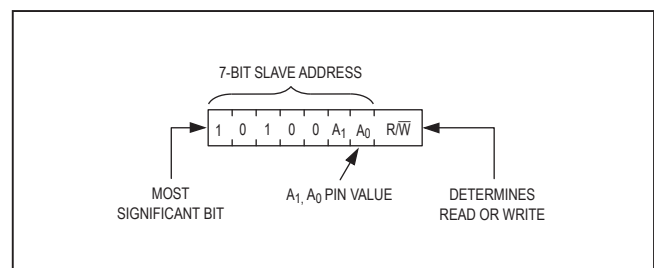 7-BIT SLAVE ADDRESS
1 0 1 0 0 A1 A0 R/W̅
MOST
SIGNIFICANT BIT
A1, A0 PIN VALUE
DETERMINES
READ OR WRITE